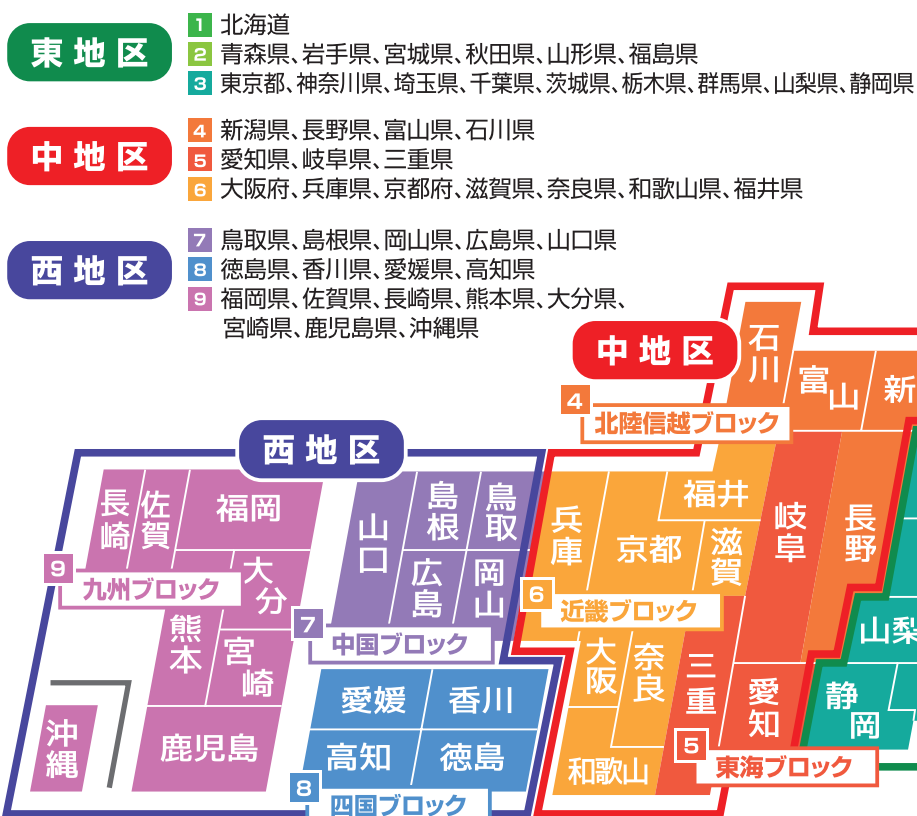 東地区
1 北海道
2 青森県、岩手県、宮城県、秋田県、山形県、福島県
3 東京都、神奈川県、埼玉県、千葉県、茨城県、栃木県、群馬県、山梨県、静岡県
中地区
4 新潟県、長野県、富山県、石川県
5 愛知県、岐阜県、三重県
6 大阪府、兵庫県、京都府、滋賀県、奈良県、和歌山県、福井県
西地区
7 鳥取県、島根県、岡山県、広島県、山口県
8 徳島県、香川県、愛媛県、高知県
9 福岡県、佐賀県、長崎県、熊本県、大分県、
宮崎県、鹿児島県、沖縄県
中地区
石川
富山
新
4
北陸信越ブロック
西地区
長崎
佐賀
福岡
山口
島根
鳥取
兵庫
京都
福井
滋賀
岐阜
長野
大分
広島
岡山
9
九州ブロック
6
近畿ブロック
7
中国ブロック
熊本
宮崎
大阪
奈良
三重
愛知
山梨
静岡
愛媛
香川
沖縄
鹿児島
高知
徳島
和歌山
5
東海ブロック
8
四国ブロック